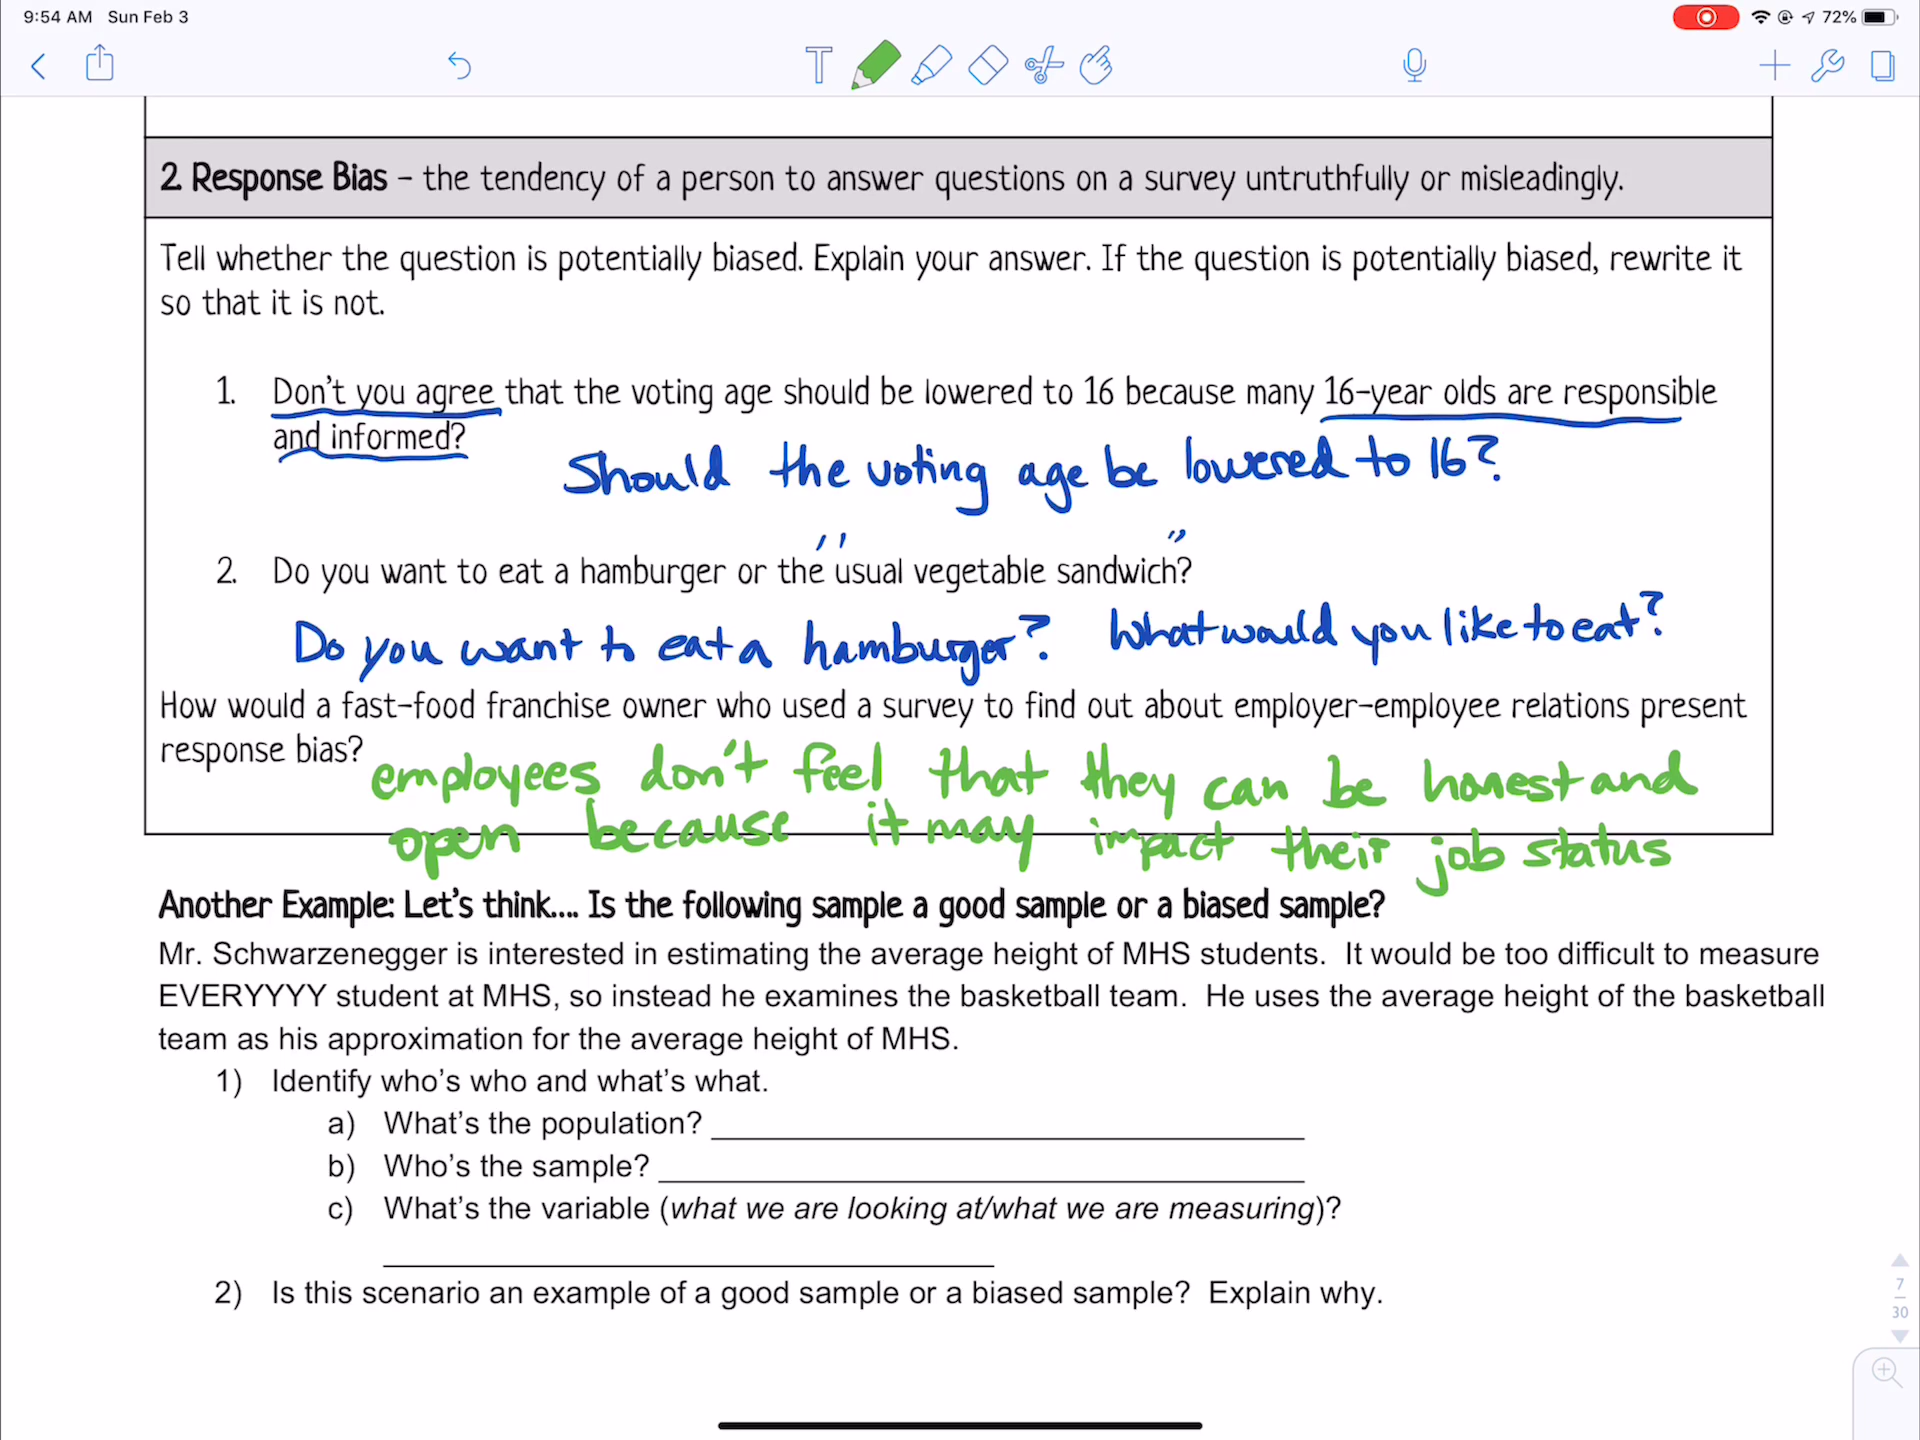 9:54 AM Sun Feb 3
72%
2. Response Bias – the tendency of a person to answer questions on a survey untruthfully or misleadingly.
Tell whether the question is potentially biased. Explain your answer. If the question is potentially biased, rewrite it
so that it is not.
1. Don't you agree that the voting age should be lowered to 16 because many 16-year olds are responsible
and informed?
Should the voting age be lowered to 16?
2. Do you want to eat a hamburger or the usual vegetable sandwich?
Do you want to eat a hamburger? What would you like to eat?
How would a fast-food franchise owner who used a survey to find out about employer-employee relations present
response bias?
employees don't feel that they can be honest and
open because it may impact their job status
Another Example: Let's think.... Is the following sample a good sample or a biased sample?
Mr. Schwarzenegger is interested in estimating the average height of MHS students. It would be too difficult to measure
EVERYYYY student at MHS, so instead he examines the basketball team. He uses the average height of the basketball
team as his approximation for the average height of MHS.
1) Identify who's who and what's what.
a) What's the population?
b) Who's the sample?
c) What's the variable (what we are looking at/what we are measuring)?
2) Is this scenario an example of a good sample or a biased sample? Explain why.
7
30